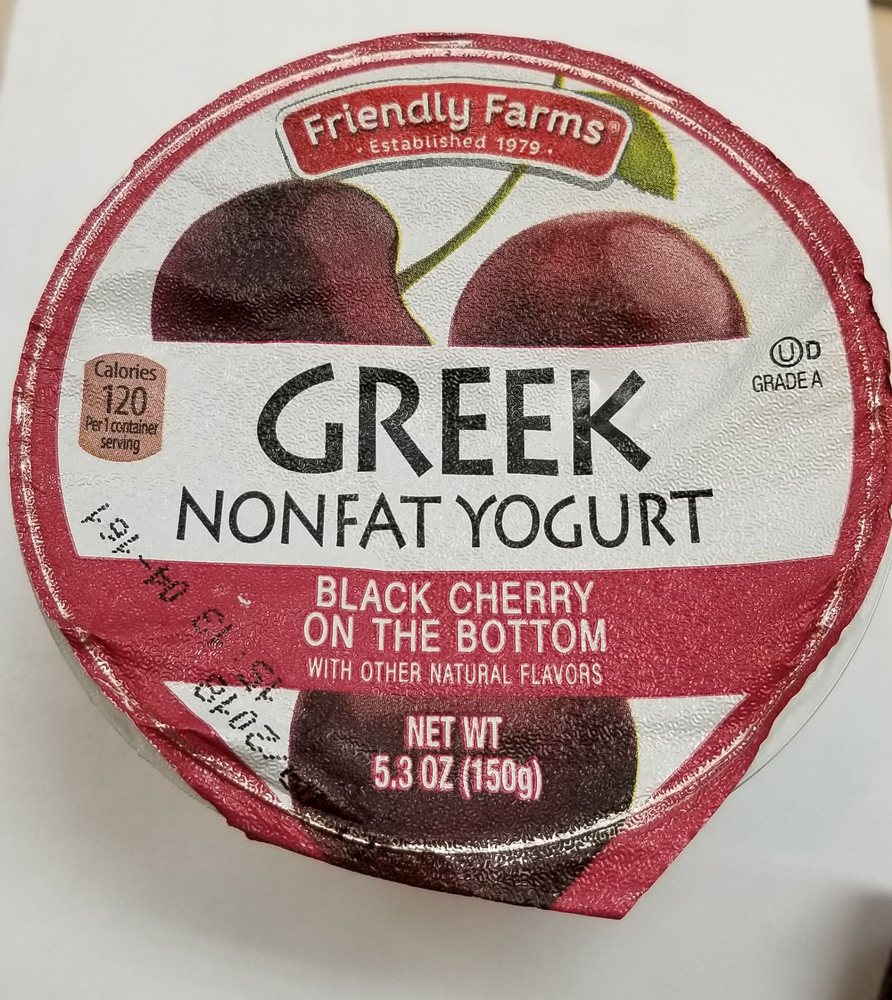 Friendly Farms®
· Established 1979 ·
U D
GRADE A
Calories
120
Per 1 container
serving
GREEK
NONFAT YOGURT
BLACK CHERRY
ON THE BOTTOM
WITH OTHER NATURAL FLAVORS
NET WT
5.3 OZ (150g)